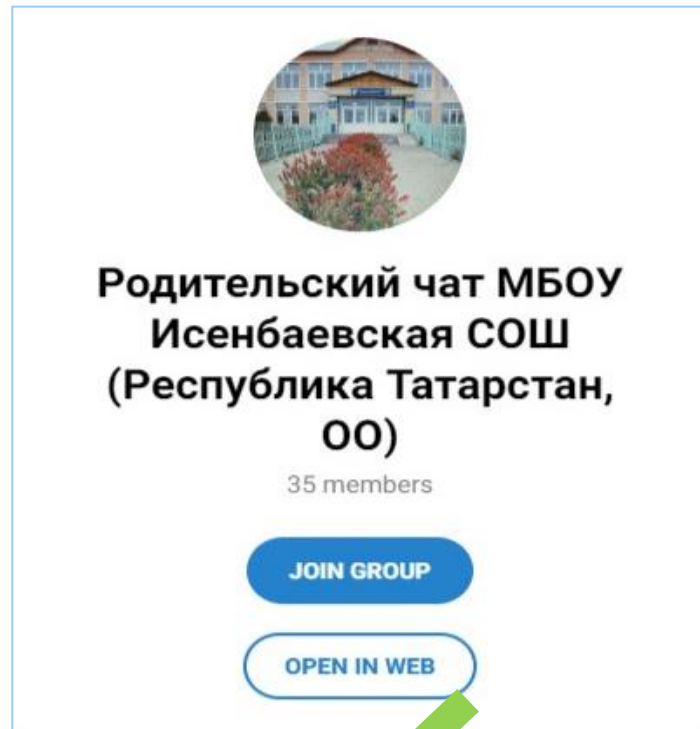 Родительский чат МБОУ
Исенбаевская СОШ
(Республика Татарстан,
ОО)
35 members
JOIN GROUP
OPEN IN WEB